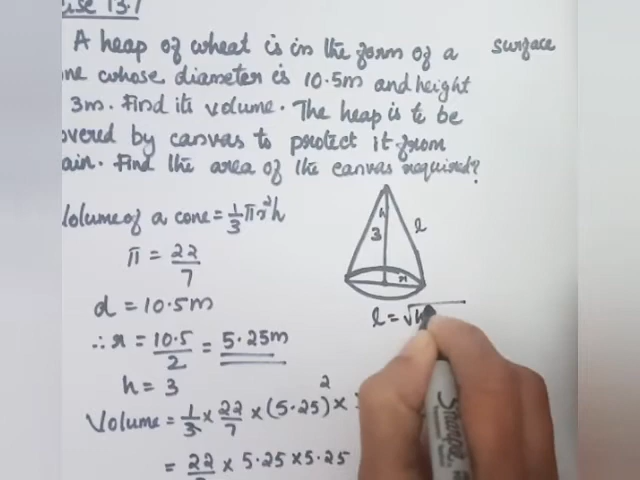 13.1
A heap of wheat is in the form of a surface
ne whose diameter is 10.5m and height
3m. Find its volume. The heap is to be
overed by canvas to protect it from
ain. Find the area of the canvas required?
Volume of a cone = 1/3 πr²h
π = 22/7
d = 10.5m
∴ r = 10.5/2 = 5.25m
h = 3
Volume = 1/3 × 22/7 × (5.25)² ×
= 22/ × 5.25 × 5.25
h
3
l
r
l = √h
Sharpie